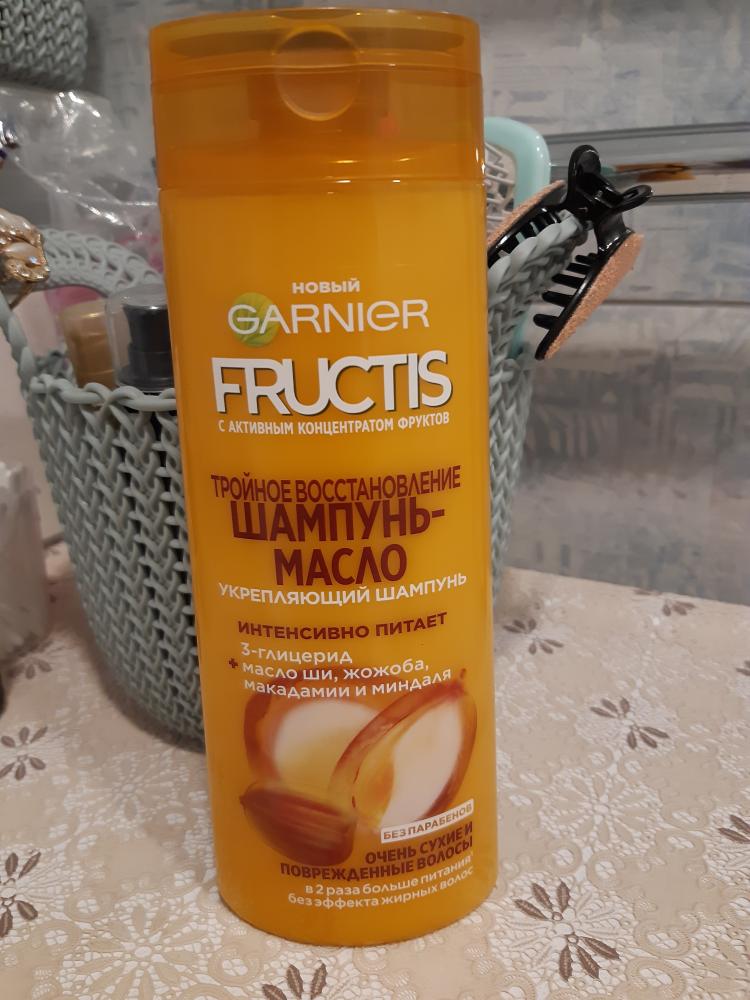 НОВЫЙ
GARNIER
FRUCTIS
С АКТИВНЫМ КОНЦЕНТРАТОМ ФРУКТОВ
ТРОЙНОЕ ВОССТАНОВЛЕНИЕ
ШАМПУНЬ-
МАСЛО
УКРЕПЛЯЮЩИЙ ШАМПУНЬ
ИНТЕНСИВНО ПИТАЕТ
3-глицерид
+ масло ши, жожоба,
макадамии и миндаля
БЕЗ ПАРАБЕНОВ
ОЧЕНЬ СУХИЕ И
ПОВРЕЖДЕННЫЕ ВОЛОСЫ
в 2 раза больше питания*
без эффекта жирных волос